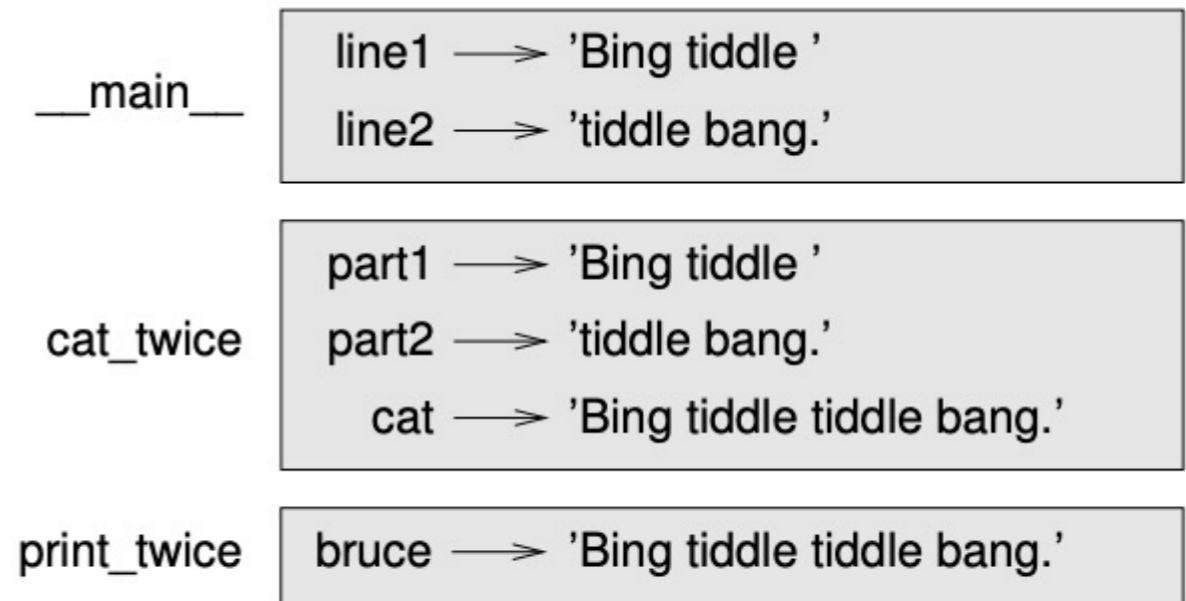 line1 ’Bing tiddle ’
__main__
line2 ’tiddle bang.’
part1 ’Bing tiddle ’
cat_twice part2 ’tiddle bang.’
cat ’Bing tiddle tiddle bang.’
print_twice bruce ’Bing tiddle tiddle bang.’